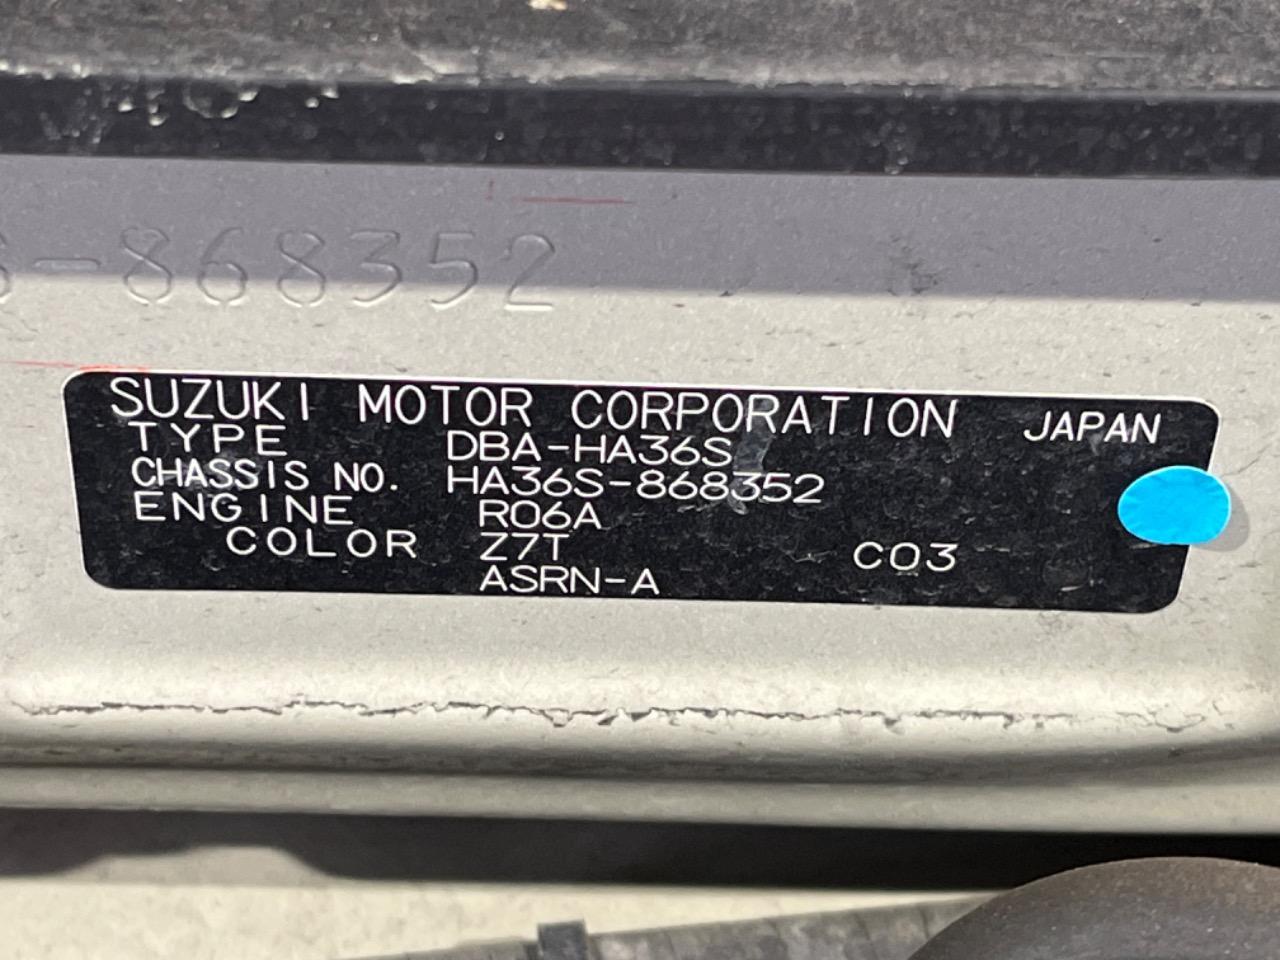 -868352
SUZUKI MOTOR CORPORATION JAPAN
TYPE DBA-HA36S
CHASSIS NO. HA36S-868352
ENGINE R06A
COLOR Z7T C03
ASRN-A